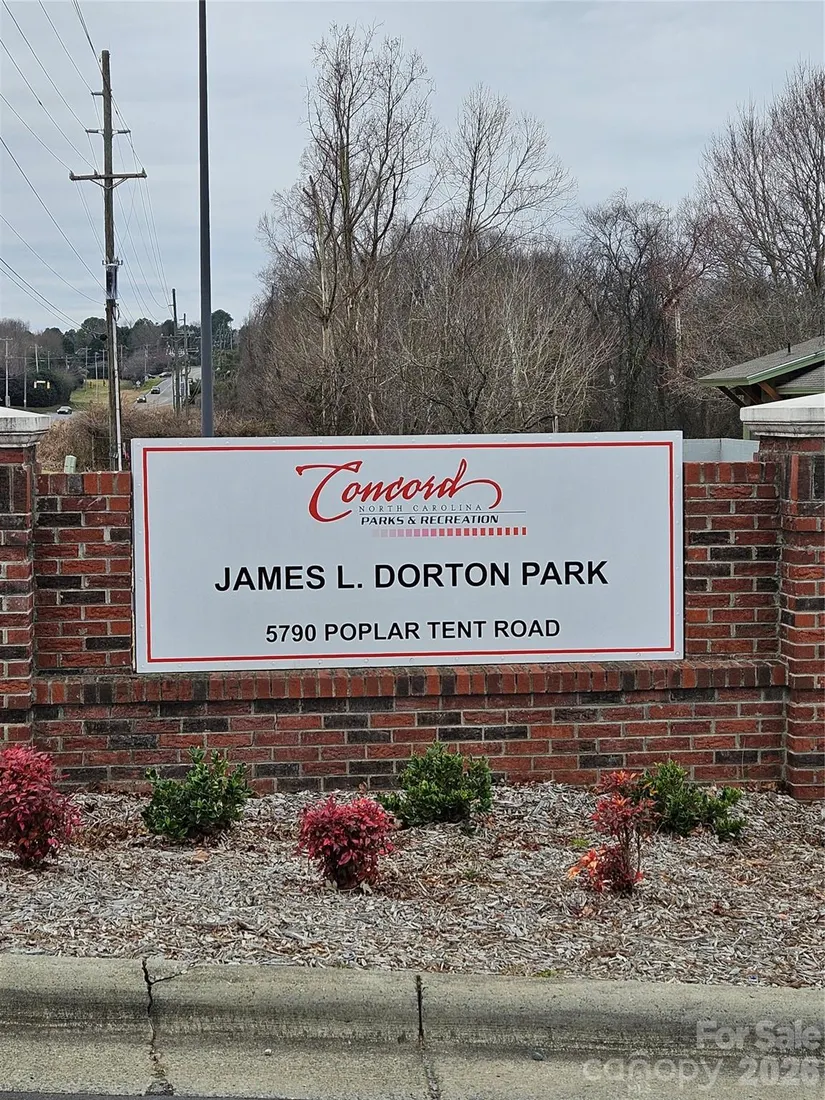 Concord
NORTH CAROLINA
PARKS & RECREATION
JAMES L. DORTON PARK
5790 POPLAR TENT ROAD
For Sale
canopy 2026